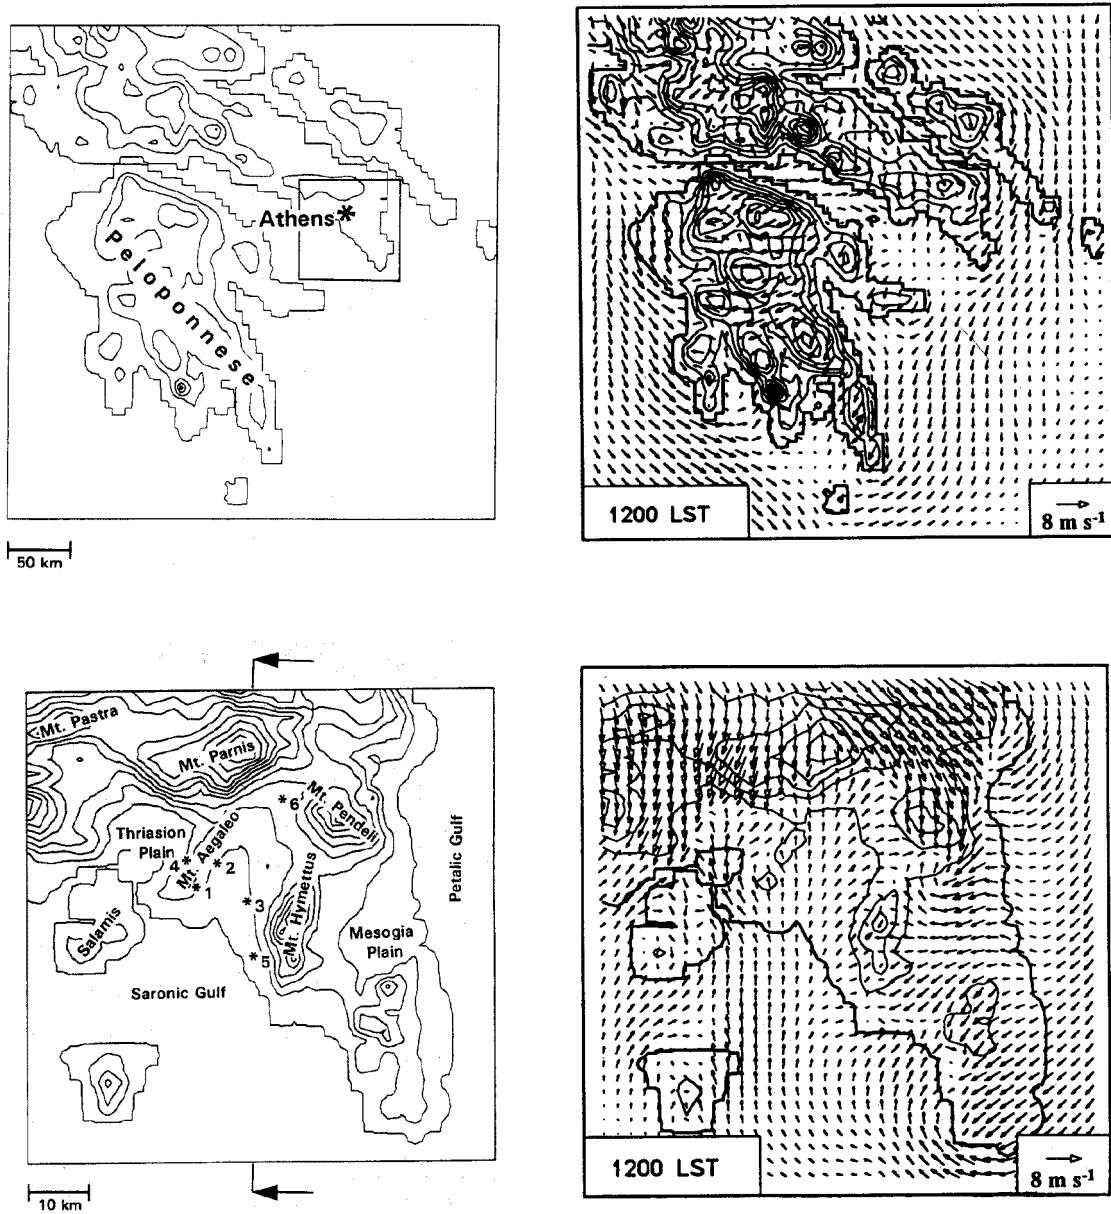 Athens*
Peloponnese
50 km
1200 LST
8 m s-1
Mt. Pastra
Mt. Parnis
Mt. Pendeli
*6
Thriasion
Plain
Mt. Aegaleo
4*
*2
*1
*3
Salamis
Mt. Hymettus
*5
Mesogia
Plain
Petalic Gulf
Saronic Gulf
10 km
1200 LST
8 m s-1